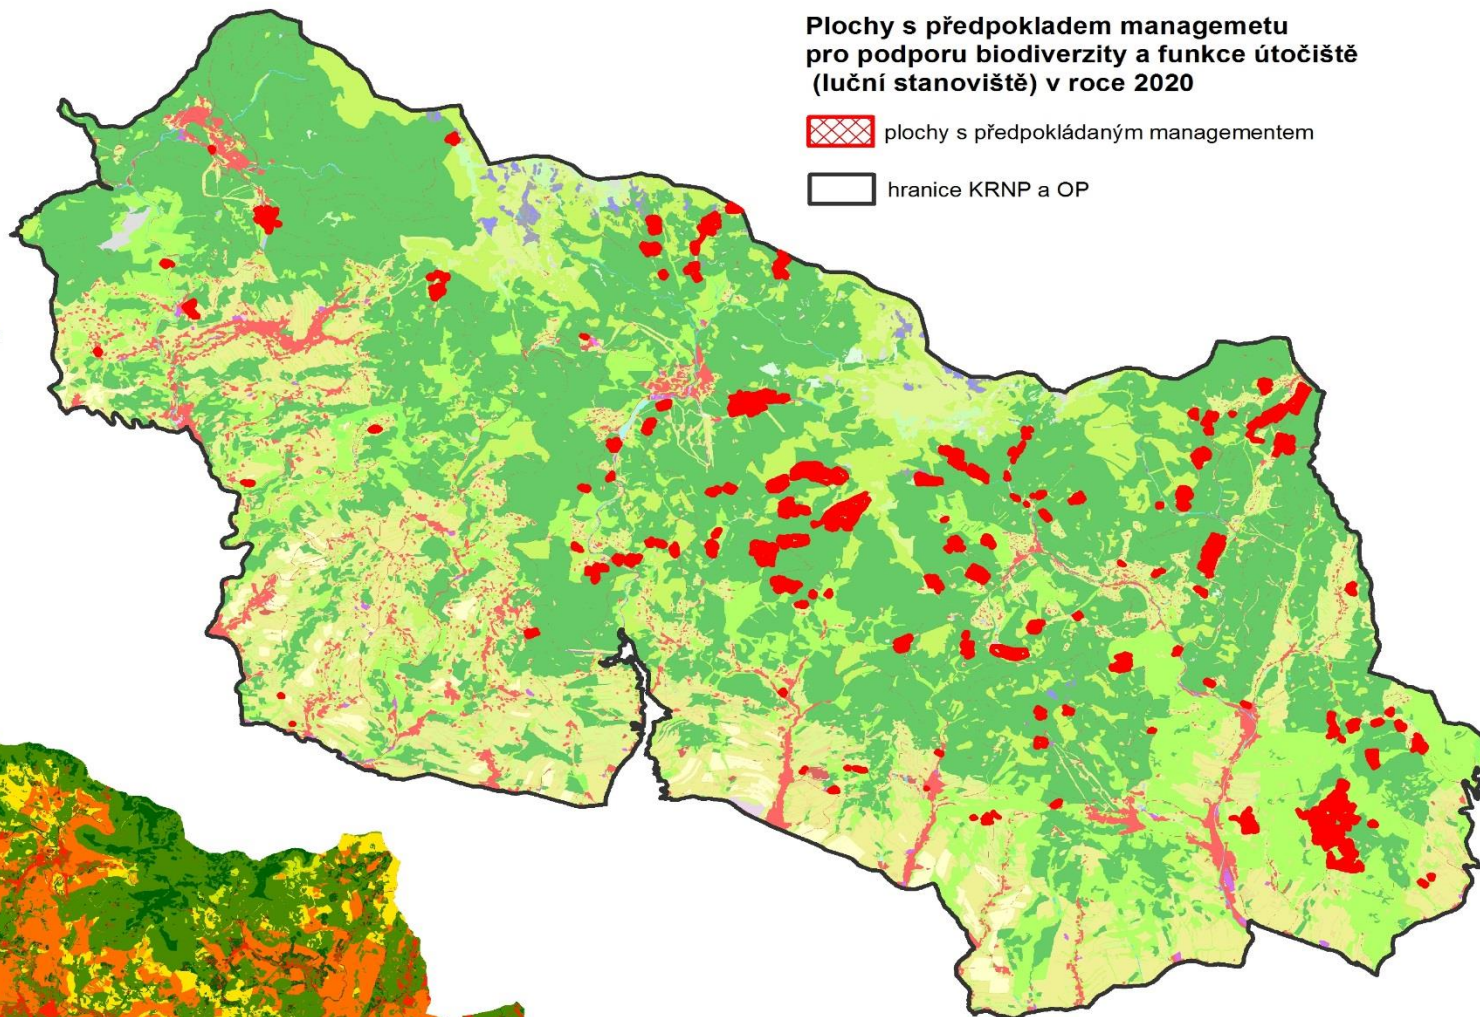 Plochy s předpokladem managemetu
pro podporu biodiverzity a funkce útočiště
(luční stanoviště) v roce 2020
plochy s předpokládaným managementem
hranice KRNP a OP